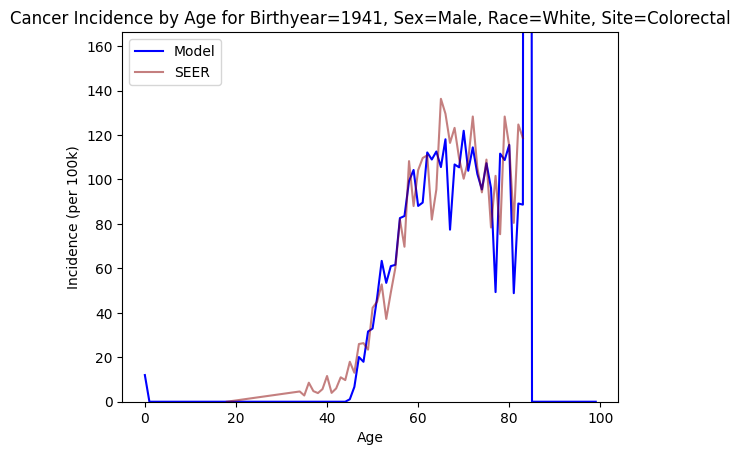 Cancer Incidence by Age for Birthyear=1941, Sex=Male, Race=White, Site=Colorectal
Model
SEER
Incidence (per 100k)
160
140
120
100
80
60
40
20
0
0 20 40 60 80 100
Age